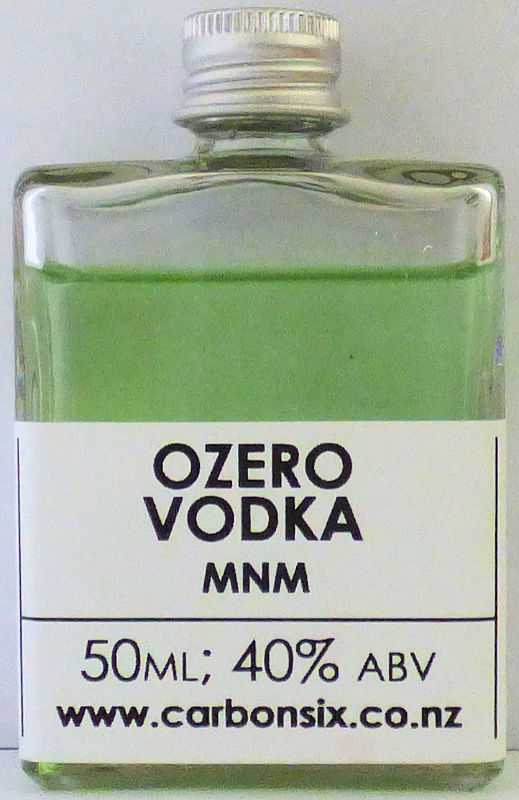 OZERO
VODKA
MNM
50ML; 40% ABV
www.carbonsix.co.nz